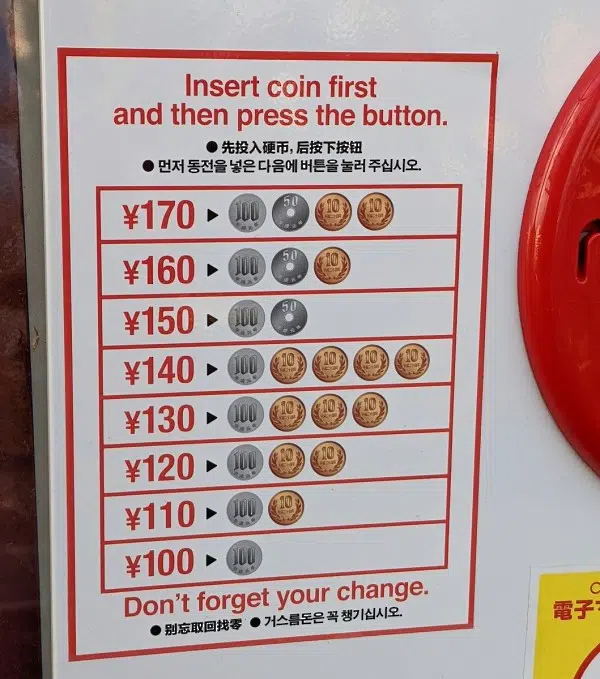 Insert coin first
and then press the button.
● 先投入硬币，后按下按钮
● 먼저 동전을 넣은 다음에 버튼을 눌러 주십시오.
¥170 ▶ 100 50 10 10
¥160 ▶ 100 50 10
¥150 ▶ 100 50
¥140 ▶ 100 10 10 10 10
¥130 ▶ 100 10 10 10
¥120 ▶ 100 10 10
¥110 ▶ 100 10
¥100 ▶ 100
Don't forget your change.
● 别忘取回找零 ● 거스름돈은 꼭 챙기십시오.
電子